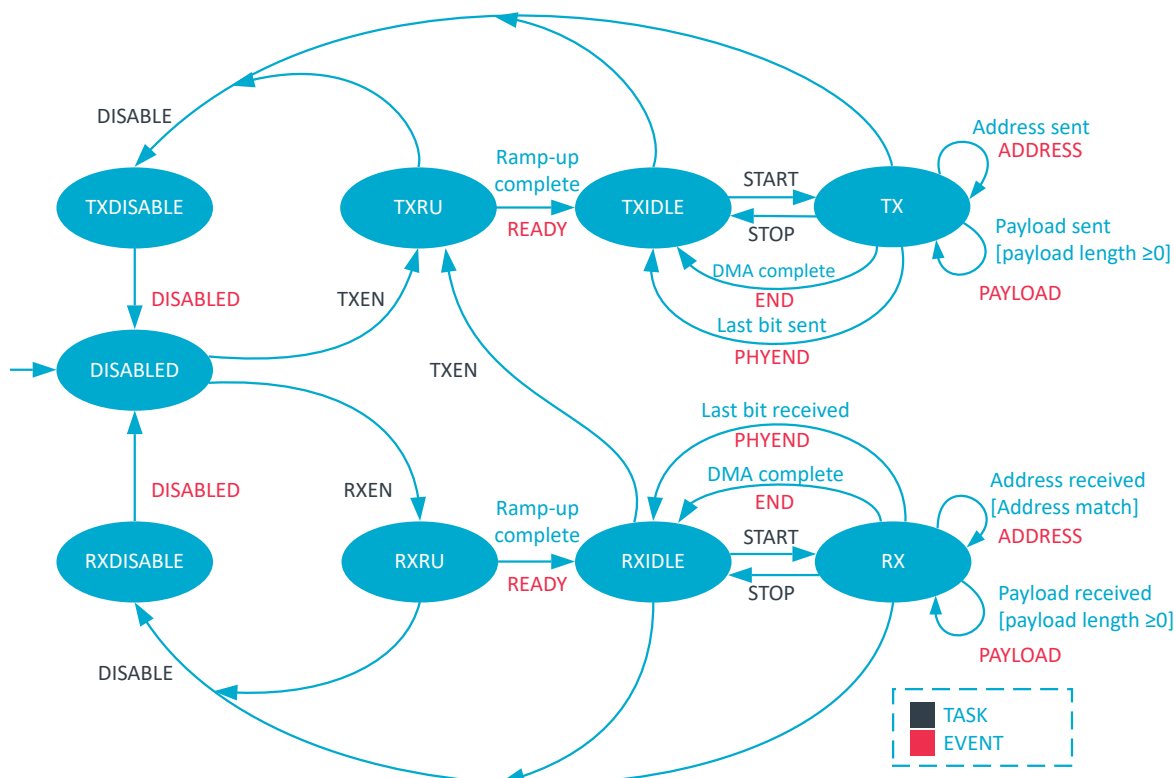 DISABLE
Address sent
ADDRESS
Ramp-up
complete
READY
START
STOP
TXDISABLE
TXRU
TXIDLE
TX
Payload sent
[payload length ≥0]
PAYLOAD
DMA complete
END
DISABLED
TXEN
Last bit sent
PHYEND
DISABLED
TXEN
Last bit received
PHYEND
DMA complete
END
DISABLED
RXEN
Address received
[Address match]
ADDRESS
Ramp-up
complete
READY
START
STOP
RXDISABLE
RXRU
RXIDLE
RX
Payload received
[payload length ≥0]
PAYLOAD
DISABLE
TASK
EVENT